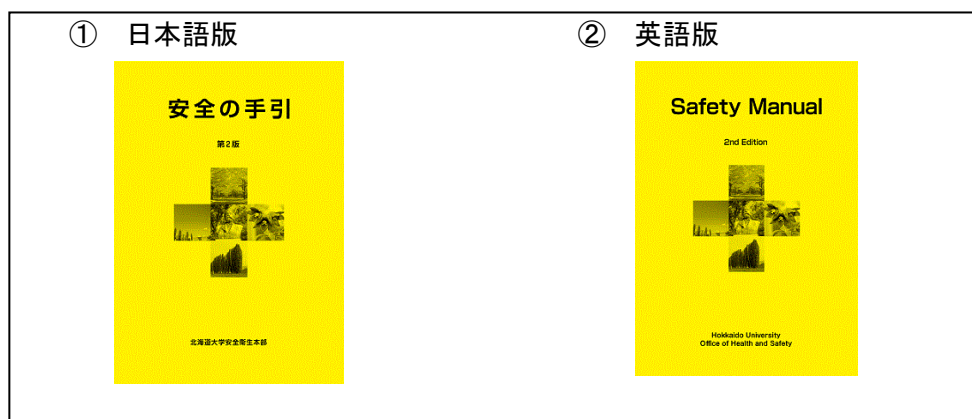 ① 日本語版
安全の手引
第2版
北海道大学安全衛生本部
② 英語版
Safety Manual
2nd Edition
Hokkaido University
Office of Health and Safety